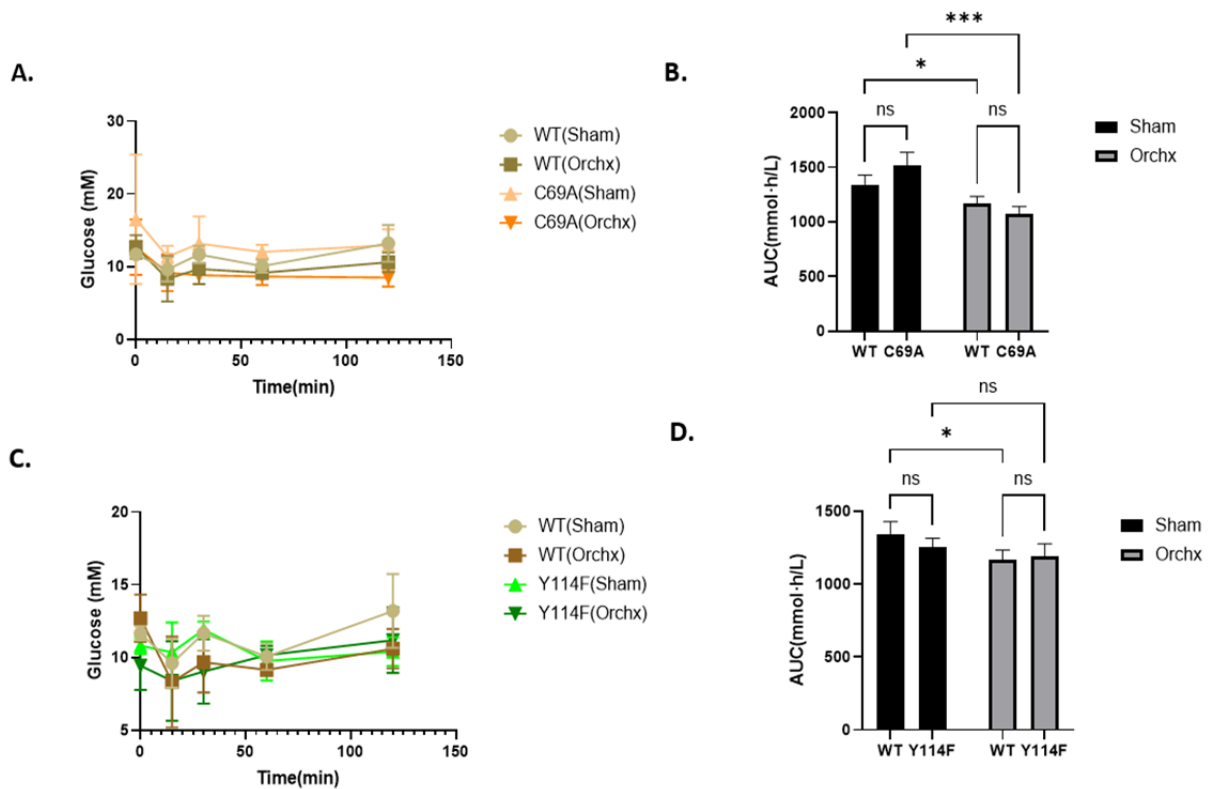 A.
Glucose (mM)
30
20
10
0
0 50 100 150
Time(min)
WT(Sham)
WT(Orchx)
C69A(Sham)
C69A(Orchx)
B.
***
*
ns ns
AUC(mmol·h/L)
2000
1500
1000
500
0
WT C69A WT C69A
Sham
Orchx
C.
Glucose (mM)
20
15
10
5
0 50 100 150
Time(min)
WT(Sham)
WT(Orchx)
Y114F(Sham)
Y114F(Orchx)
D.
ns
*
ns ns
AUC(mmol·h/L)
1500
1000
500
0
WT Y114F WT Y114F
Sham
Orchx